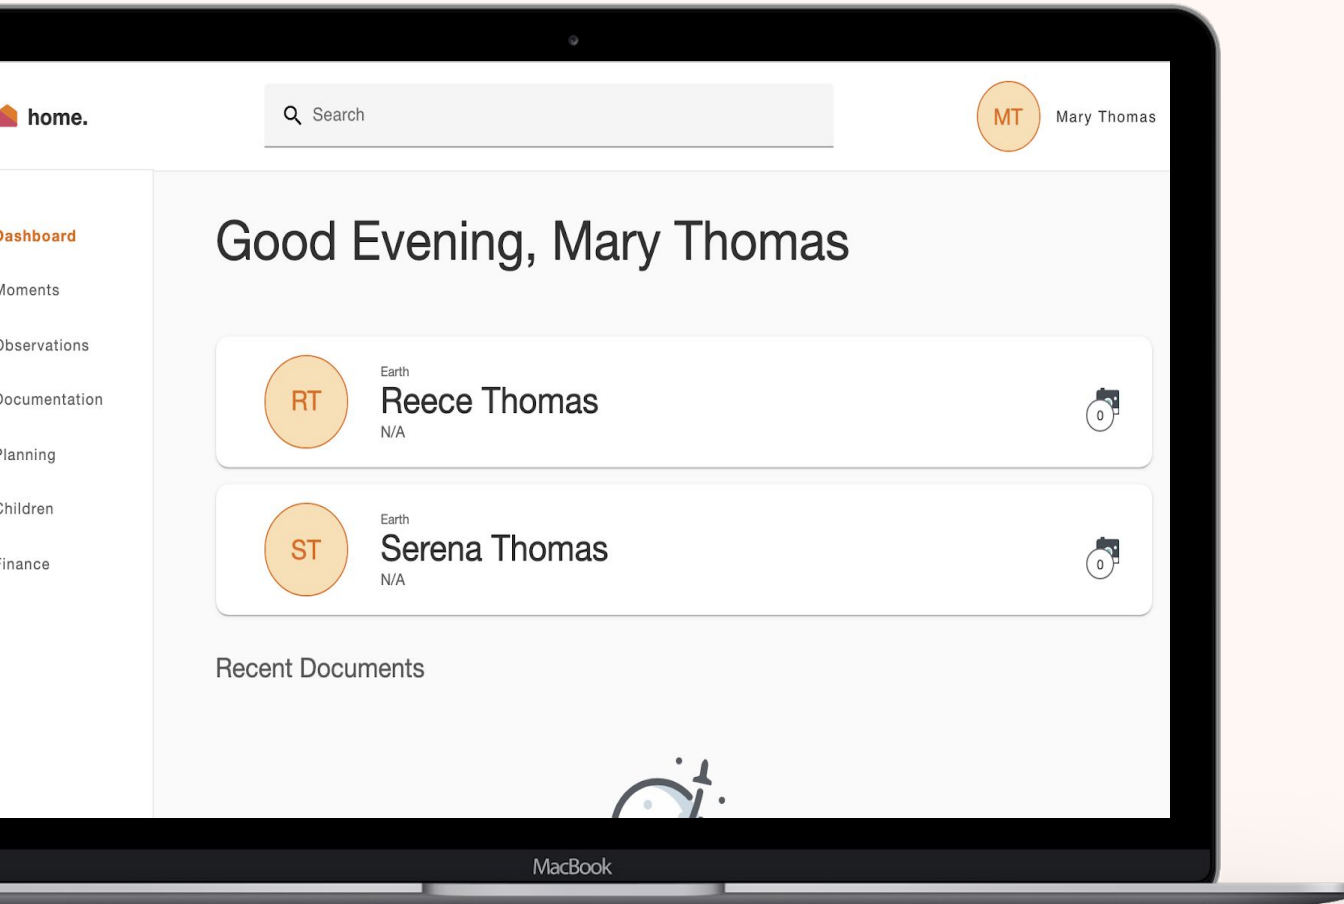 home.
Search
MT
Mary Thomas
Dashboard
Moments
Observations
Documentation
Planning
Children
Finance
Good Evening, Mary Thomas
RT
Earth
Reece Thomas
N/A
0
ST
Earth
Serena Thomas
N/A
0
Recent Documents
MacBook